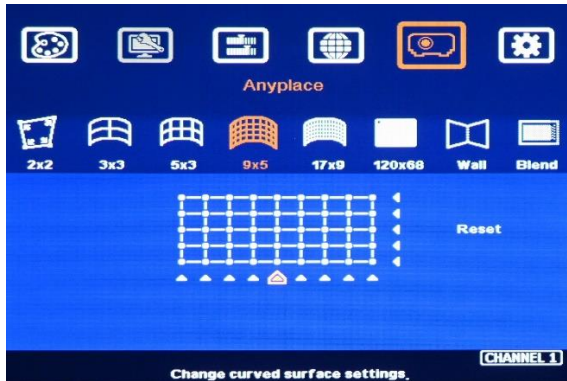 Anyplace
2x2 3x3 5x3 9x5 17x9 120x68 Wall Blend
Reset
CHANNEL 1
Change curved surface settings.